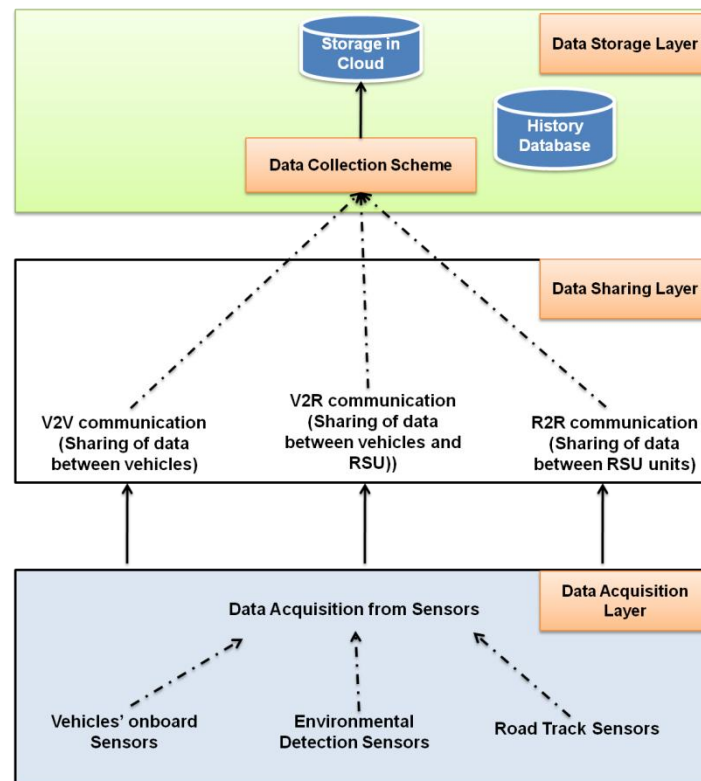 Storage in
Cloud
Data Storage Layer
History
Database
Data Collection Scheme
Data Sharing Layer
V2V communication
(Sharing of data
between vehicles)
V2R communication
(Sharing of data
between vehicles and
RSU))
R2R communication
(Sharing of data
between RSU units)
Data Acquisition
Layer
Data Acquisition from Sensors
Vehicles' onboard
Sensors
Environmental
Detection Sensors
Road Track Sensors